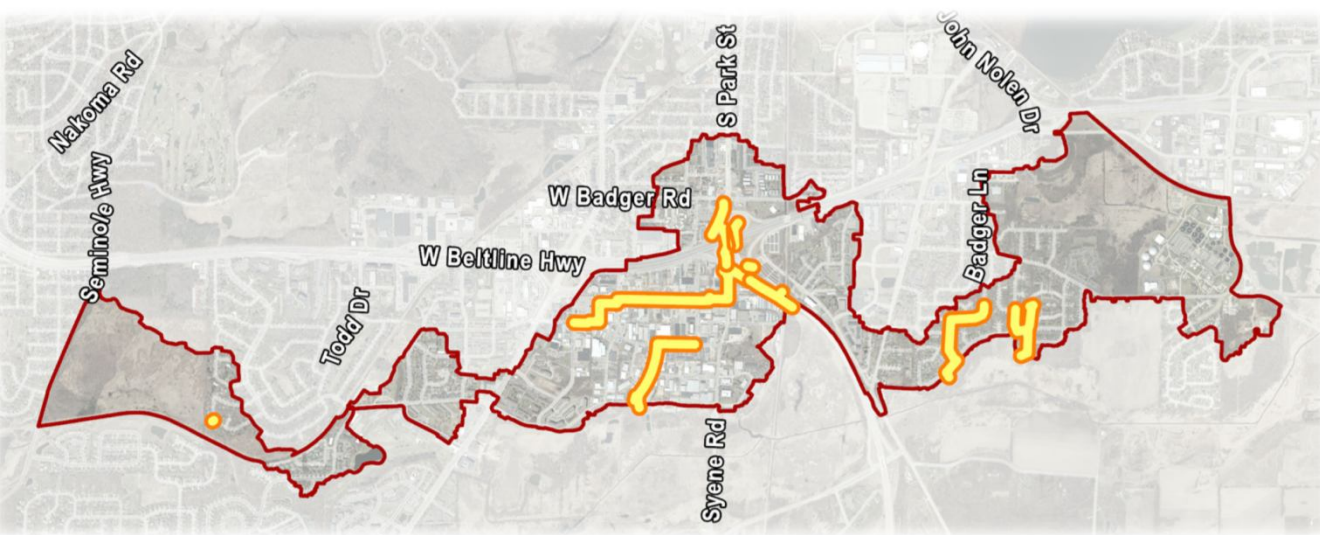 Nakoma Rd
Seminole Hwy
Todd Dr
W Beltline Hwy
W Badger Rd
S Park St
Syene Rd
John Nolen Dr
Badger Ln